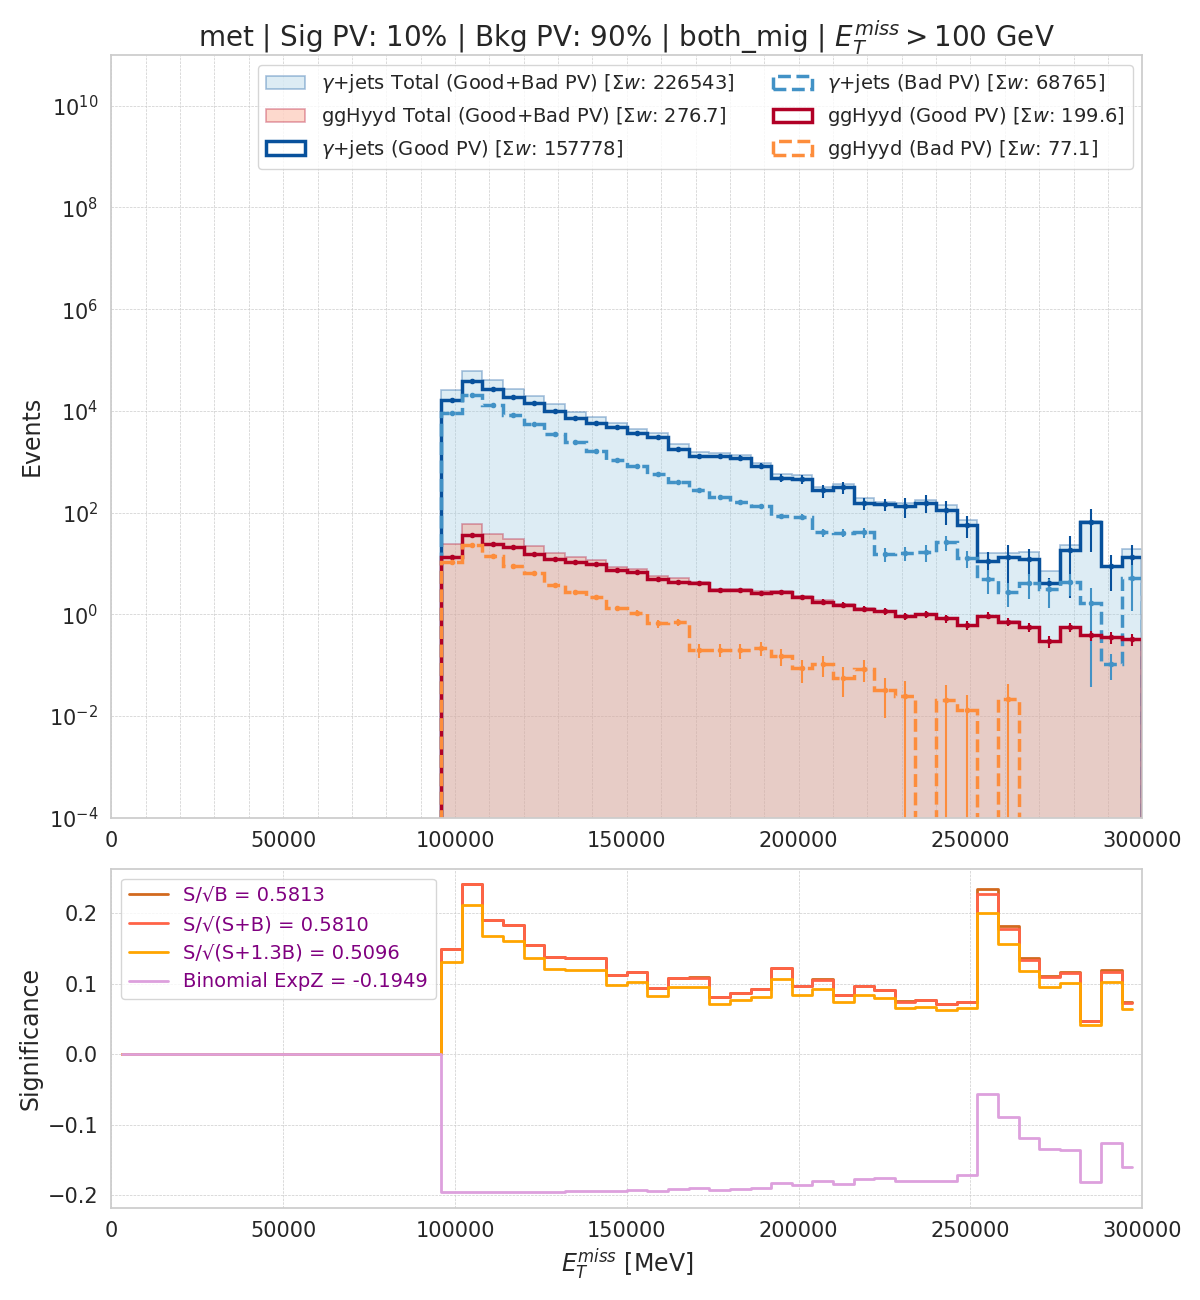 met | Sig PV: 10% | Bkg PV: 90% | both_mig | $E_T^{miss} > 100$ GeV
γ+jets Total (Good+Bad PV) [Σw: 226543]
ggHyyd Total (Good+Bad PV) [Σw: 276.7]
γ+jets (Good PV) [Σw: 157778]
γ+jets (Bad PV) [Σw: 68765]
ggHyyd (Good PV) [Σw: 199.6]
ggHyyd (Bad PV) [Σw: 77.1]
Events
10^{10}
10^{8}
10^{6}
10^{4}
10^{2}
10^{0}
10^{-2}
10^{-4}
0 50000 100000 150000 200000 250000 300000
S/√B = 0.5813
S/√(S+B) = 0.5810
S/√(S+1.3B) = 0.5096
Binomial ExpZ = -0.1949
Significance
0.2
0.1
0.0
−0.1
−0.2
0 50000 100000 150000 200000 250000 300000
$E_T^{miss}$ [MeV]